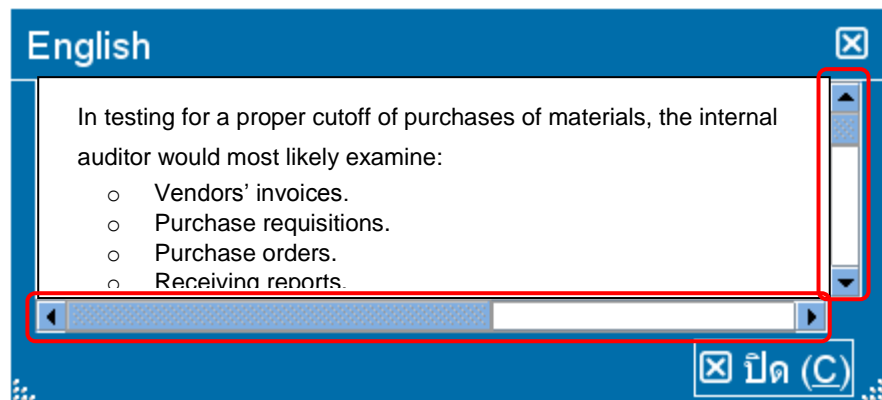 English
In testing for a proper cutoff of purchases of materials, the internal
auditor would most likely examine:
o Vendors’ invoices.
o Purchase requisitions.
o Purchase orders.
o Receiving reports.
ปิด (C)